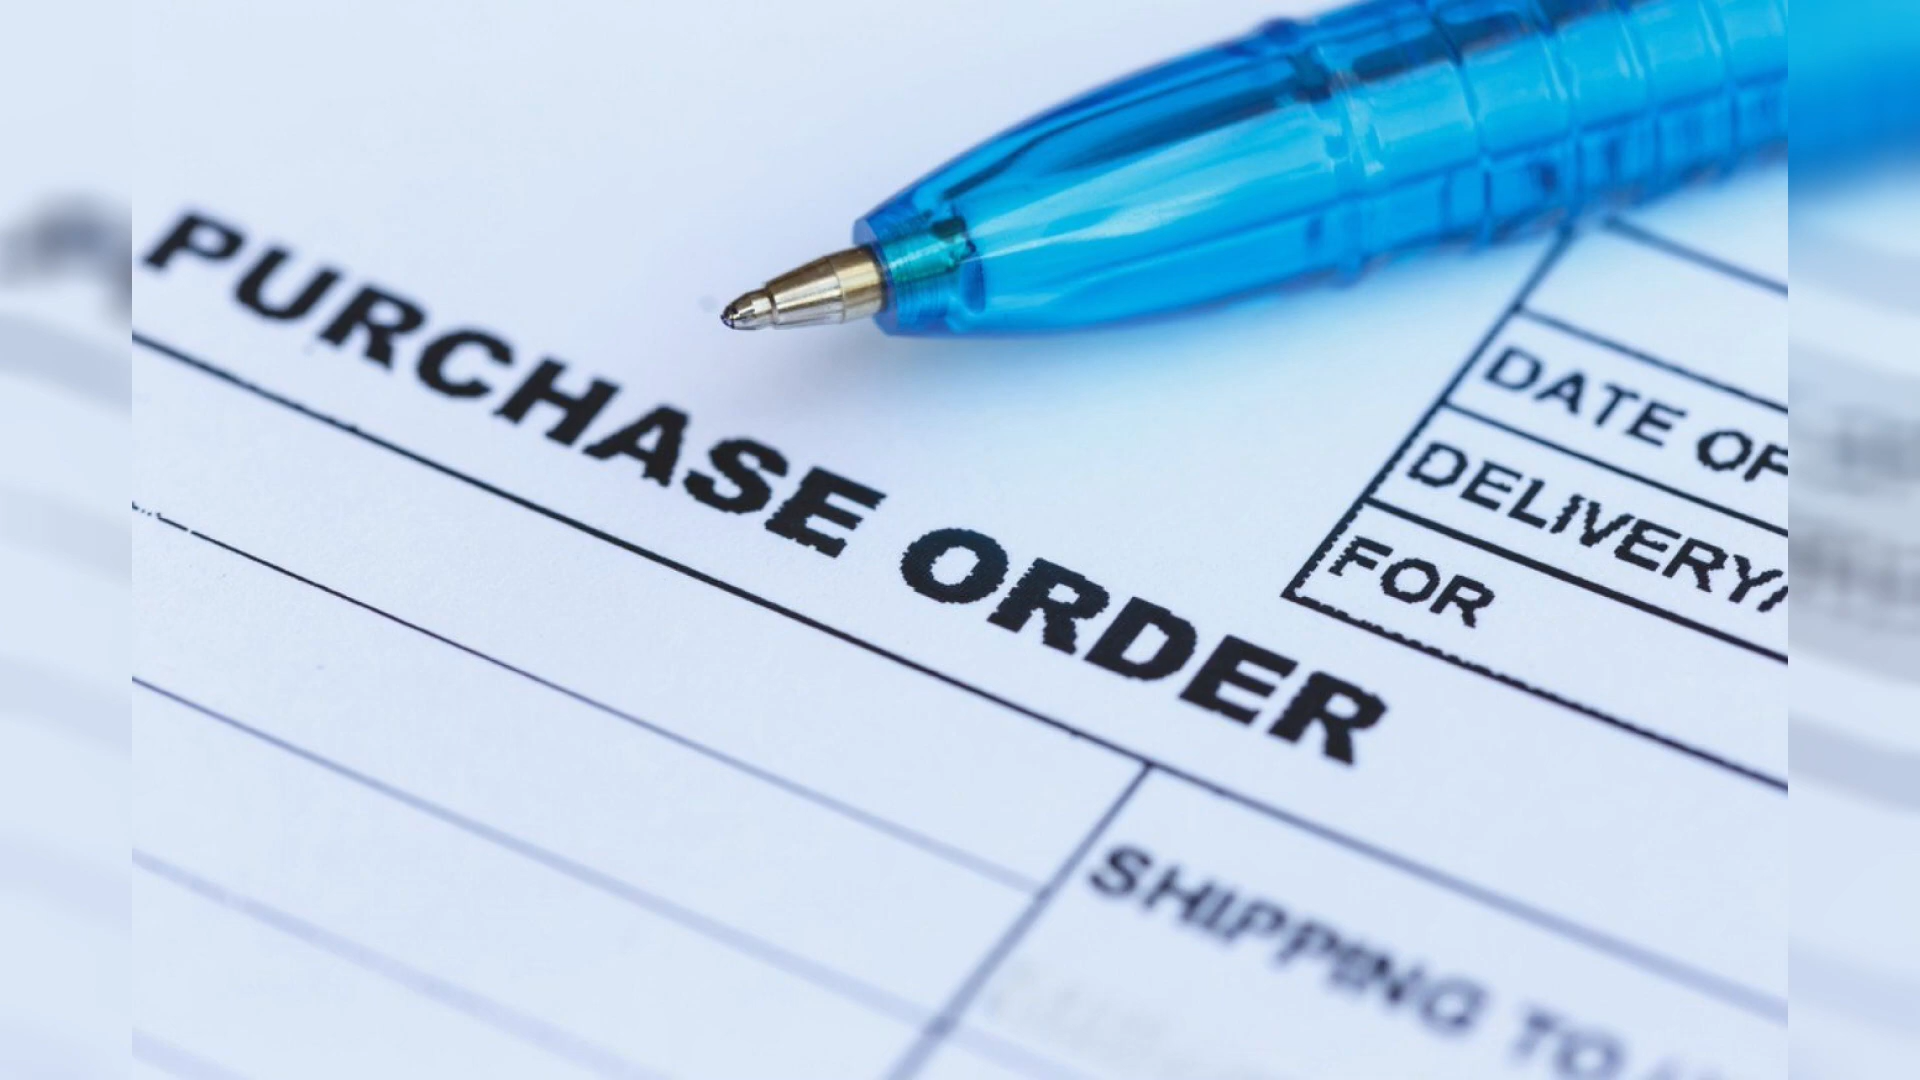 PURCHASE ORDER
DATE OF
DELIVERY/
FOR
SHIPPING TO